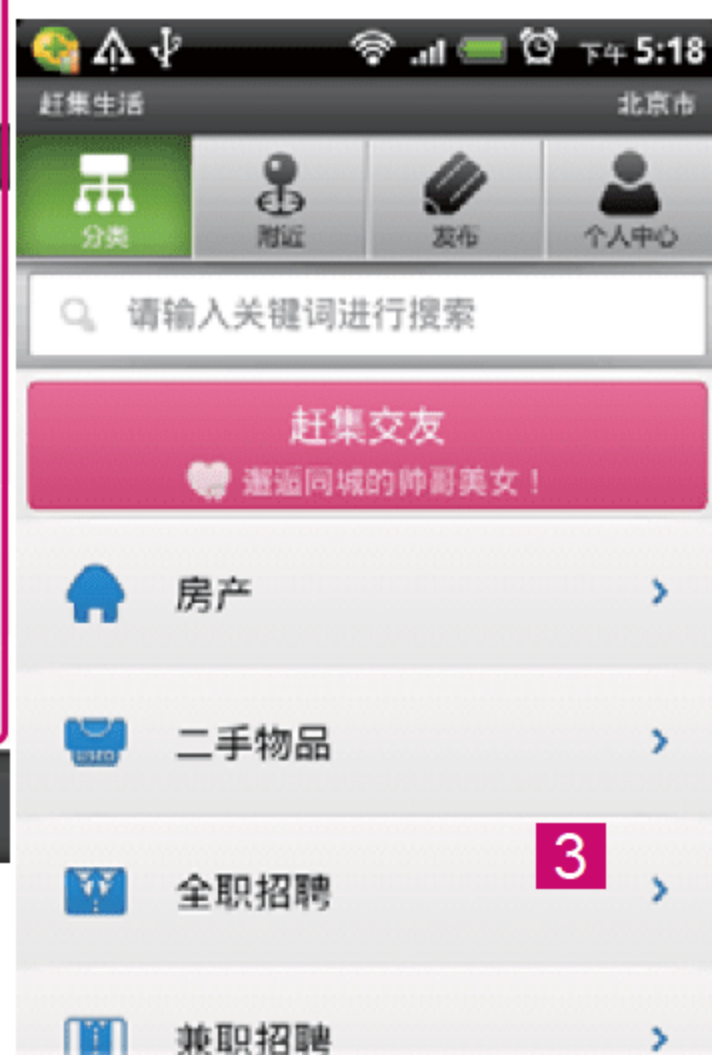 下午 5:18
赶集生活 北京市
分类 附近 发布 个人中心
请输入关键词进行搜索
赶集交友
邂逅同城的帅哥美女！
房产
USED 二手物品
3
全职招聘
兼职招聘